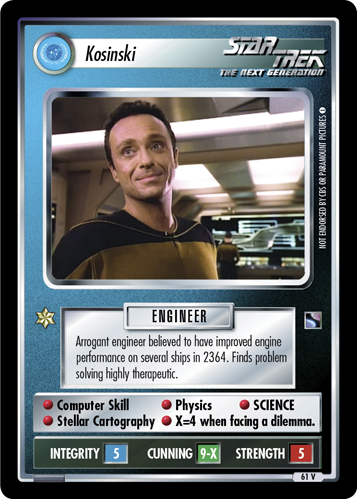 Kosinski
STAR TREK
THE NEXT GENERATION
NOT ENDORSED BY CBS OR PARAMOUNT PICTURES
ENGINEER
Arrogant engineer believed to have improved engine
performance on several ships in 2364. Finds problem
solving highly therapeutic.
• Computer Skill • Physics • SCIENCE
• Stellar Cartography • X=4 when facing a dilemma.
INTEGRITY 5 CUNNING 9-X STRENGTH 5
61 V